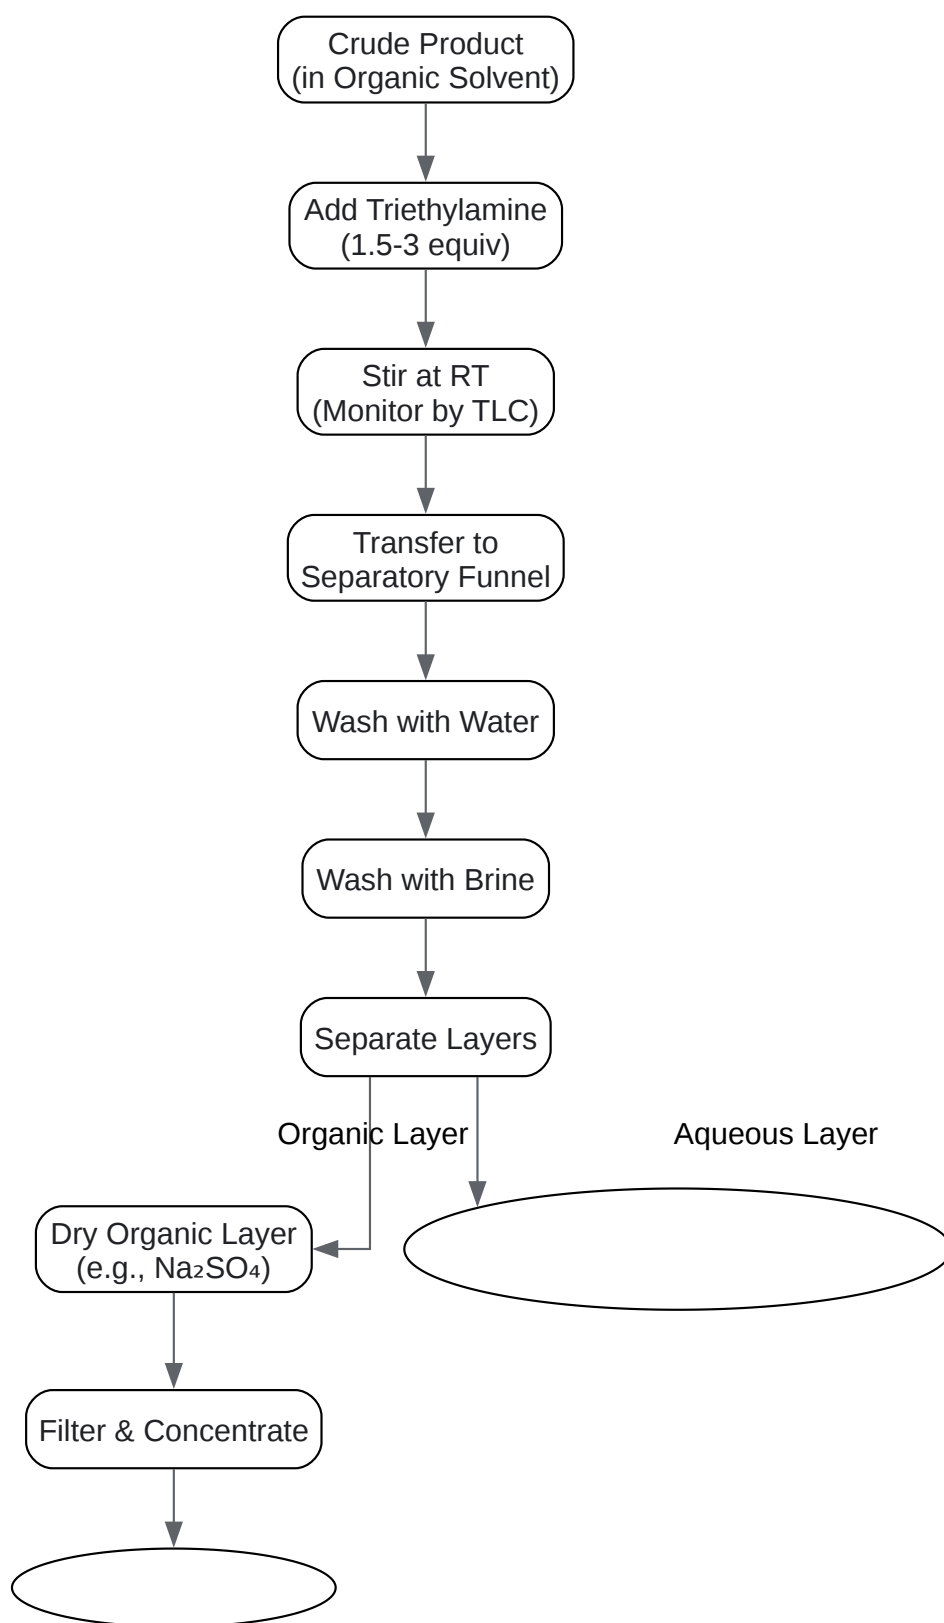 Crude Product
(in Organic Solvent)
Add Triethylamine
(1.5-3 equiv)
Stir at RT
(Monitor by TLC)
Transfer to
Separatory Funnel
Wash with Water
Wash with Brine
Separate Layers
Organic Layer
Aqueous Layer
Dry Organic Layer
(e.g., Na₂SO₄)
Filter & Concentrate